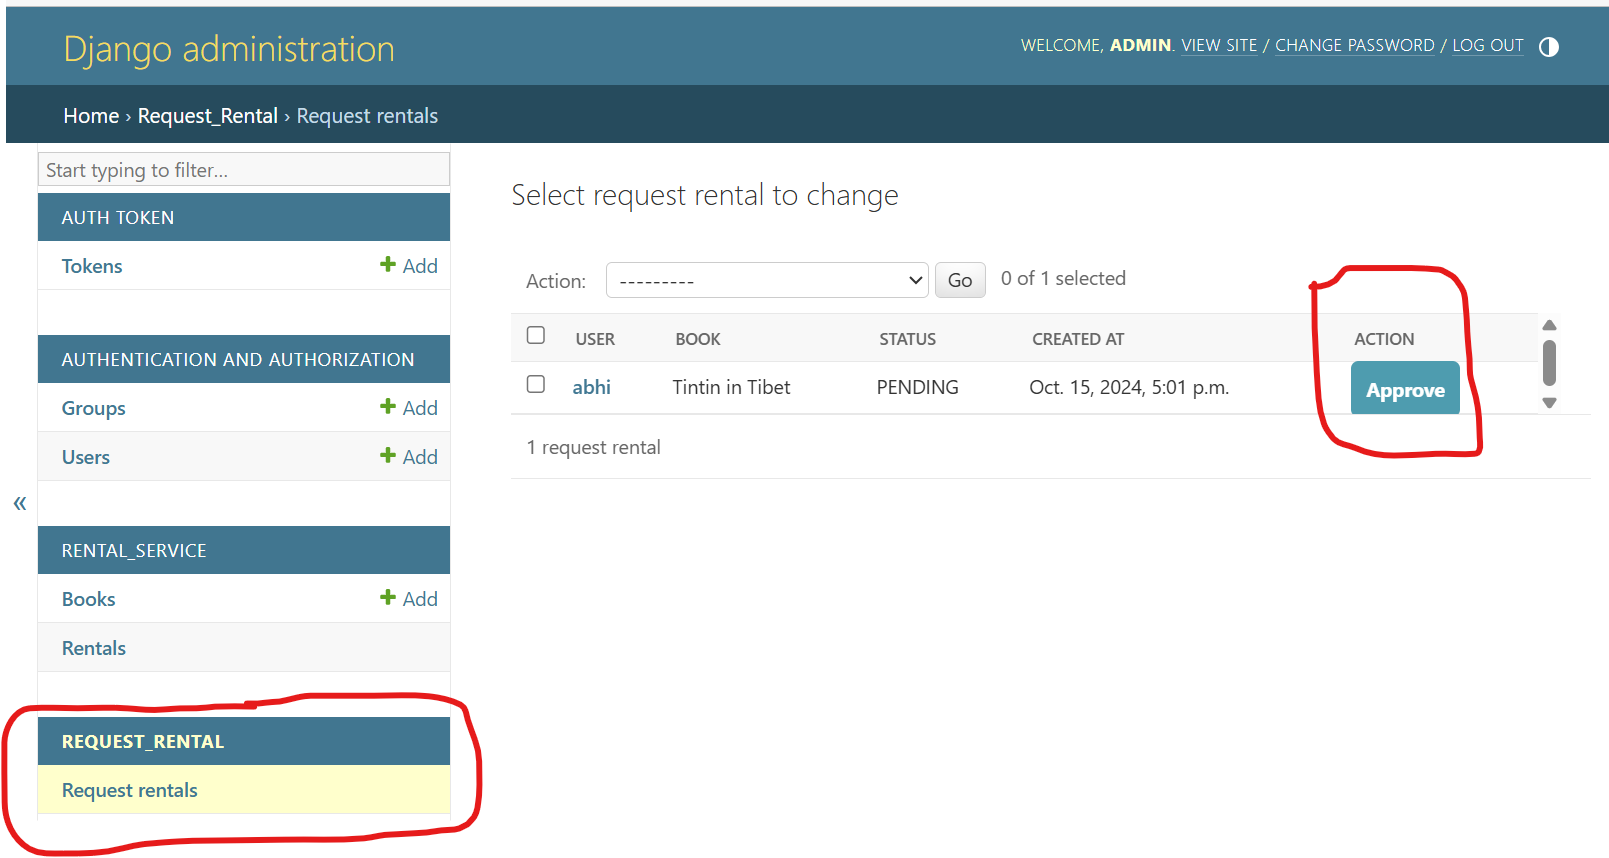 Django administration
WELCOME, ADMIN. VIEW SITE / CHANGE PASSWORD / LOG OUT
Home › Request_Rental › Request rentals
Start typing to filter...
AUTH TOKEN
Tokens + Add
AUTHENTICATION AND AUTHORIZATION
Groups + Add
Users + Add
«
RENTAL_SERVICE
Books + Add
Rentals
REQUEST_RENTAL
Request rentals
Select request rental to change
Action: --------- Go 0 of 1 selected
USER BOOK STATUS CREATED AT ACTION
abhi Tintin in Tibet PENDING Oct. 15, 2024, 5:01 p.m. Approve
1 request rental